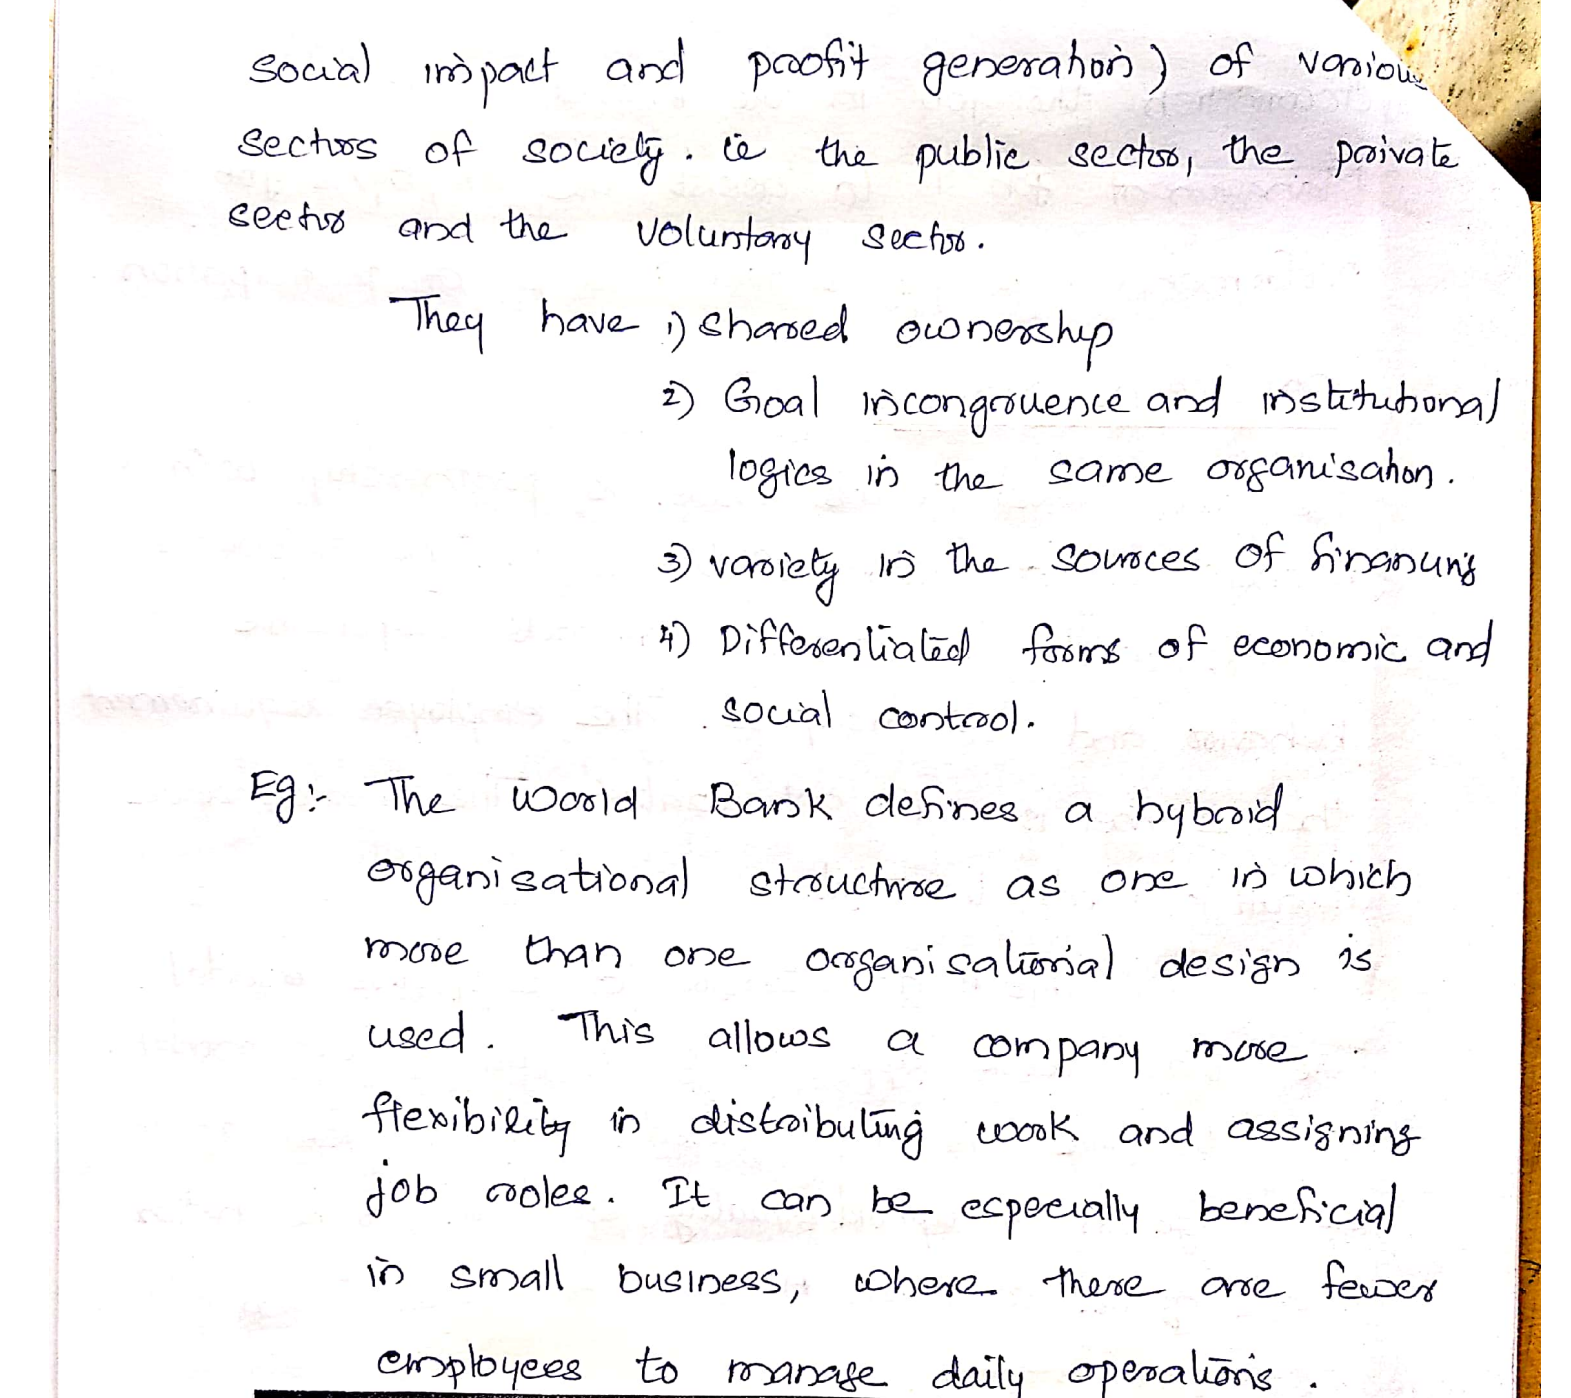 social impact and profit generation) of various
sectors of society. ie the public sector, the private
sector and the voluntary sector.
They have 1) Shared ownership
2) Goal incongruence and institutional
logics in the same organisation.
3) variety in the sources of financing
4) Differentiated forms of economic and
social control.
Eg:- The World Bank defines a hybrid
organisational structure as one in which
more than one organisational design is
used. This allows a company more
flexibility in distributing work and assigning
job roles. It can be especially beneficial
in small business, where there are fewer
employees to manage daily operations.